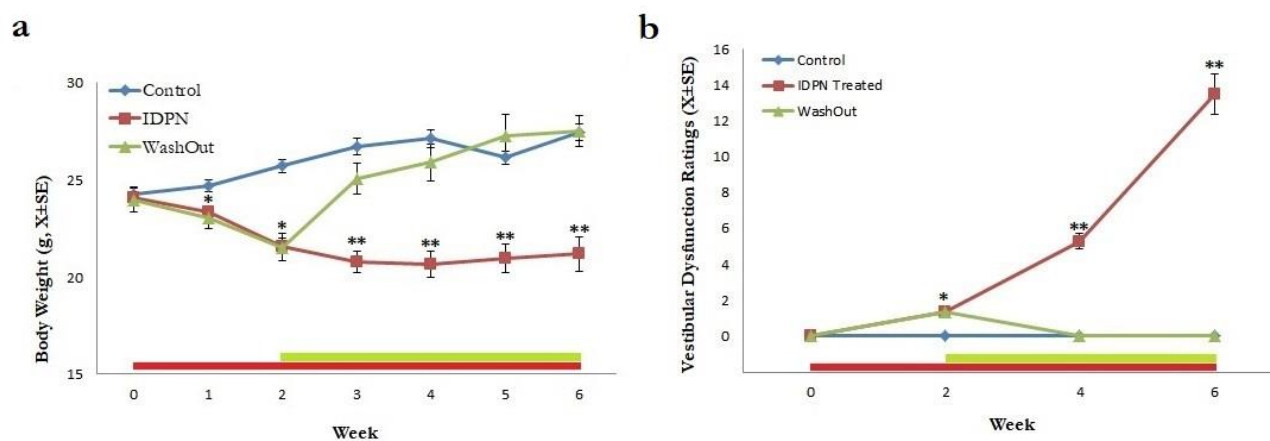 a
Body Weight (g, X±SE)
30
25
20
15
Control
IDPN
WashOut
*
*
**
**
**
**
0 1 2 3 4 5 6
Week
b
Vestibular Dysfunction Ratings (X±SE)
16
14
12
10
8
6
4
2
0
Control
IDPN Treated
WashOut
*
**
**
0 2 4 6
Week